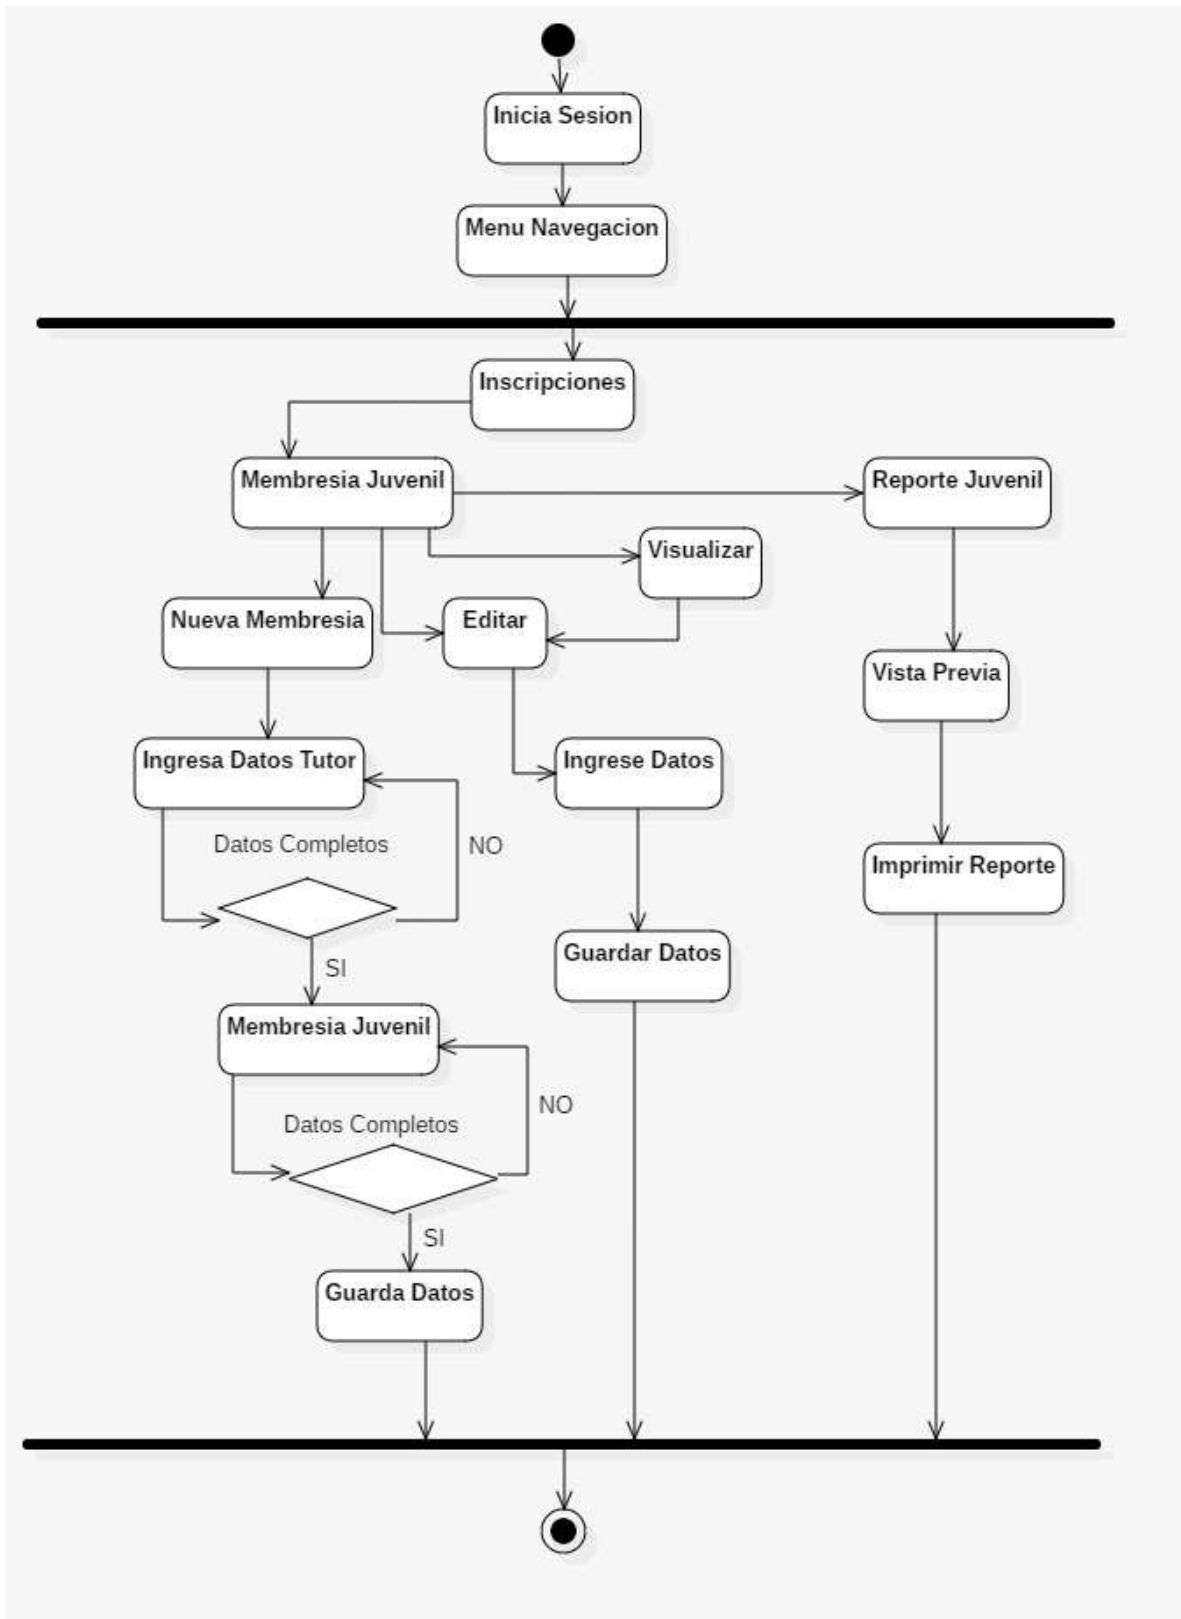 Inicia Sesion
Menu Navegacion
Inscripciones
Membresia Juvenil
Reporte Juvenil
Visualizar
Nueva Membresia
Editar
Vista Previa
Ingresa Datos Tutor
Ingrese Datos
Datos Completos
NO
Imprimir Reporte
SI
Guardar Datos
Membresia Juvenil
NO
Datos Completos
SI
Guarda Datos